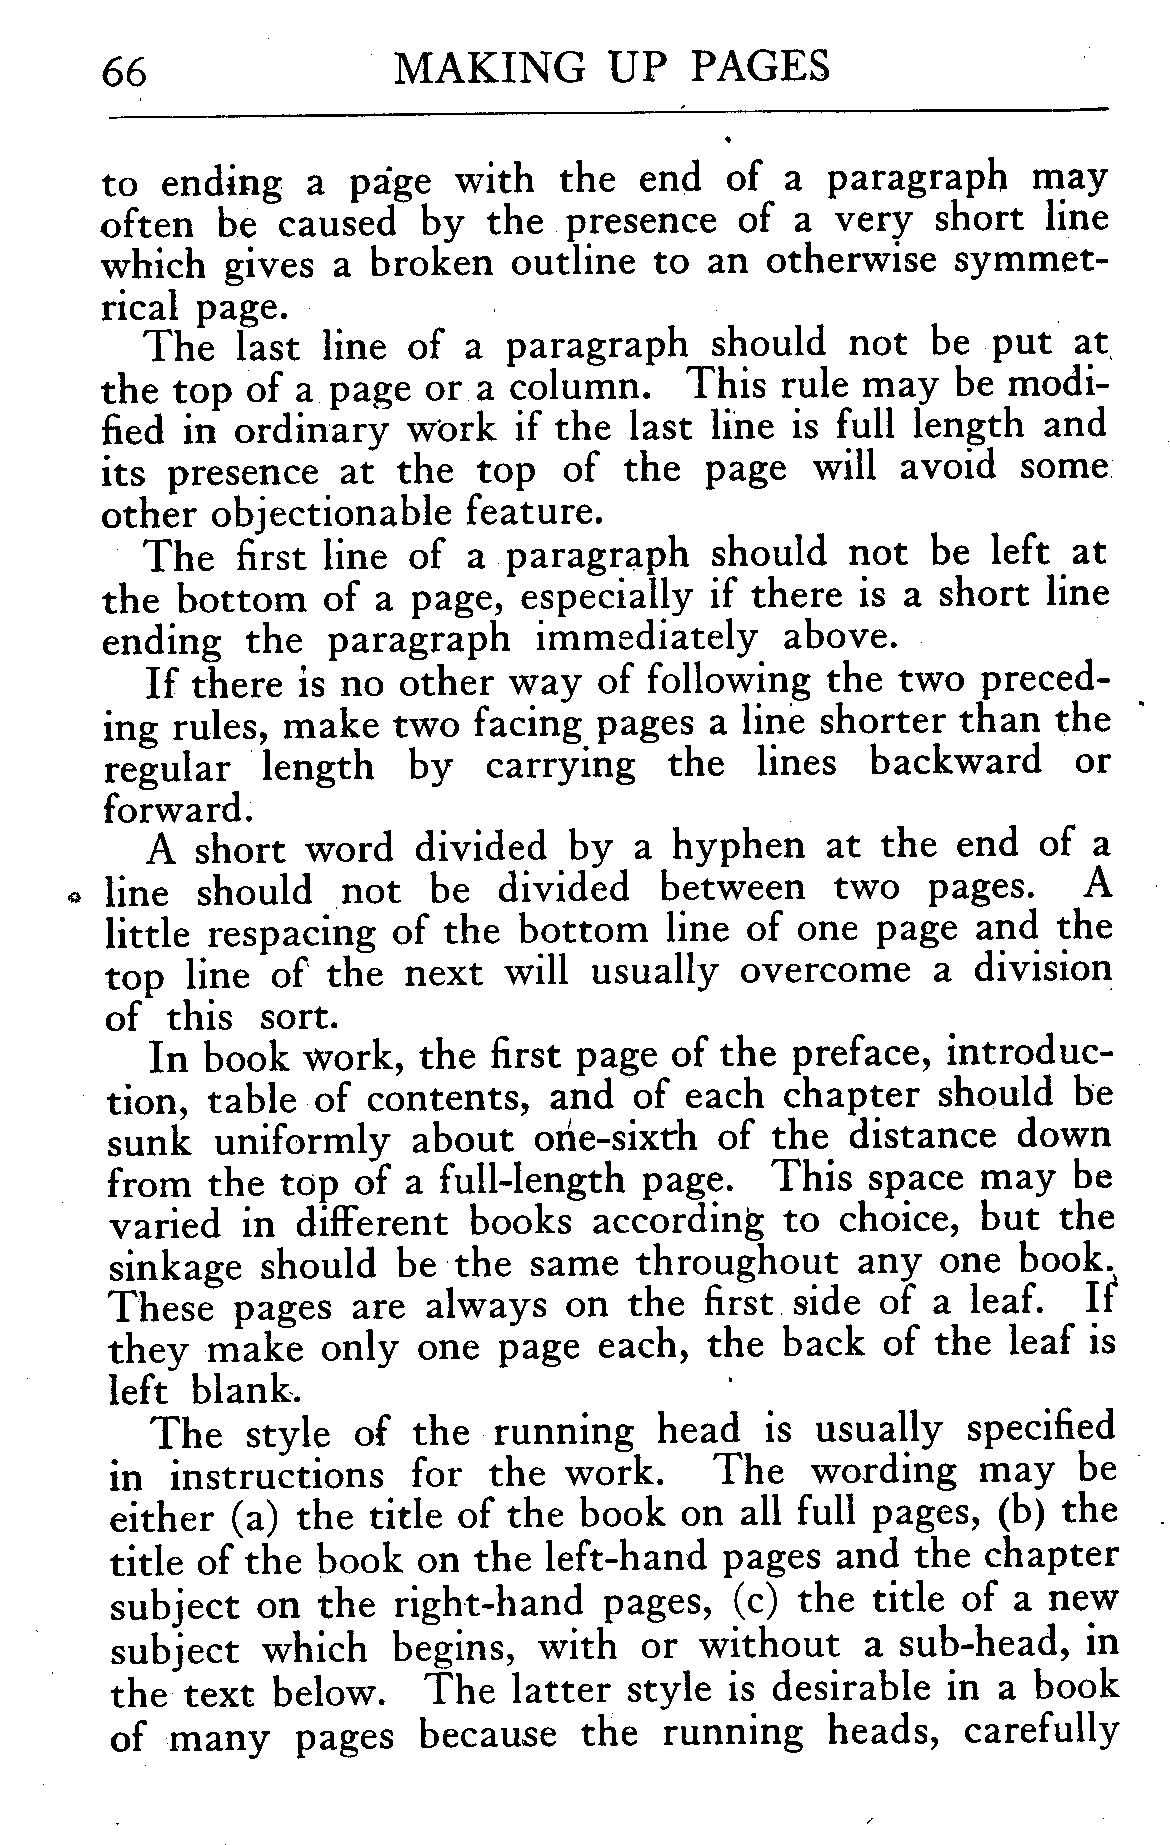 66 MAKING UP PAGES
to ending a page with the end of a paragraph may
often be caused by the presence of a very short line
which gives a broken outline to an otherwise symmet-
rical page.
The last line of a paragraph should not be put at
the top of a page or a column. This rule may be modi-
fied in ordinary work if the last line is full length and
its presence at the top of the page will avoid some
other objectionable feature.
The first line of a paragraph should not be left at
the bottom of a page, especially if there is a short line
ending the paragraph immediately above.
If there is no other way of following the two preced-
ing rules, make two facing pages a line shorter than the
regular length by carrying the lines backward or
forward.
A short word divided by a hyphen at the end of a
line should not be divided between two pages. A
little respacing of the bottom line of one page and the
top line of the next will usually overcome a division
of this sort.
In book work, the first page of the preface, introduc-
tion, table of contents, and of each chapter should be
sunk uniformly about one-sixth of the distance down
from the top of a full-length page. This space may be
varied in different books according to choice, but the
sinkage should be the same throughout any one book.
These pages are always on the first side of a leaf. If
they make only one page each, the back of the leaf is
left blank.
The style of the running head is usually specified
in instructions for the work. The wording may be
either (a) the title of the book on all full pages, (b) the
title of the book on the left-hand pages and the chapter
subject on the right-hand pages, (c) the title of a new
subject which begins, with or without a sub-head, in
the text below. The latter style is desirable in a book
of many pages because the running heads, carefully